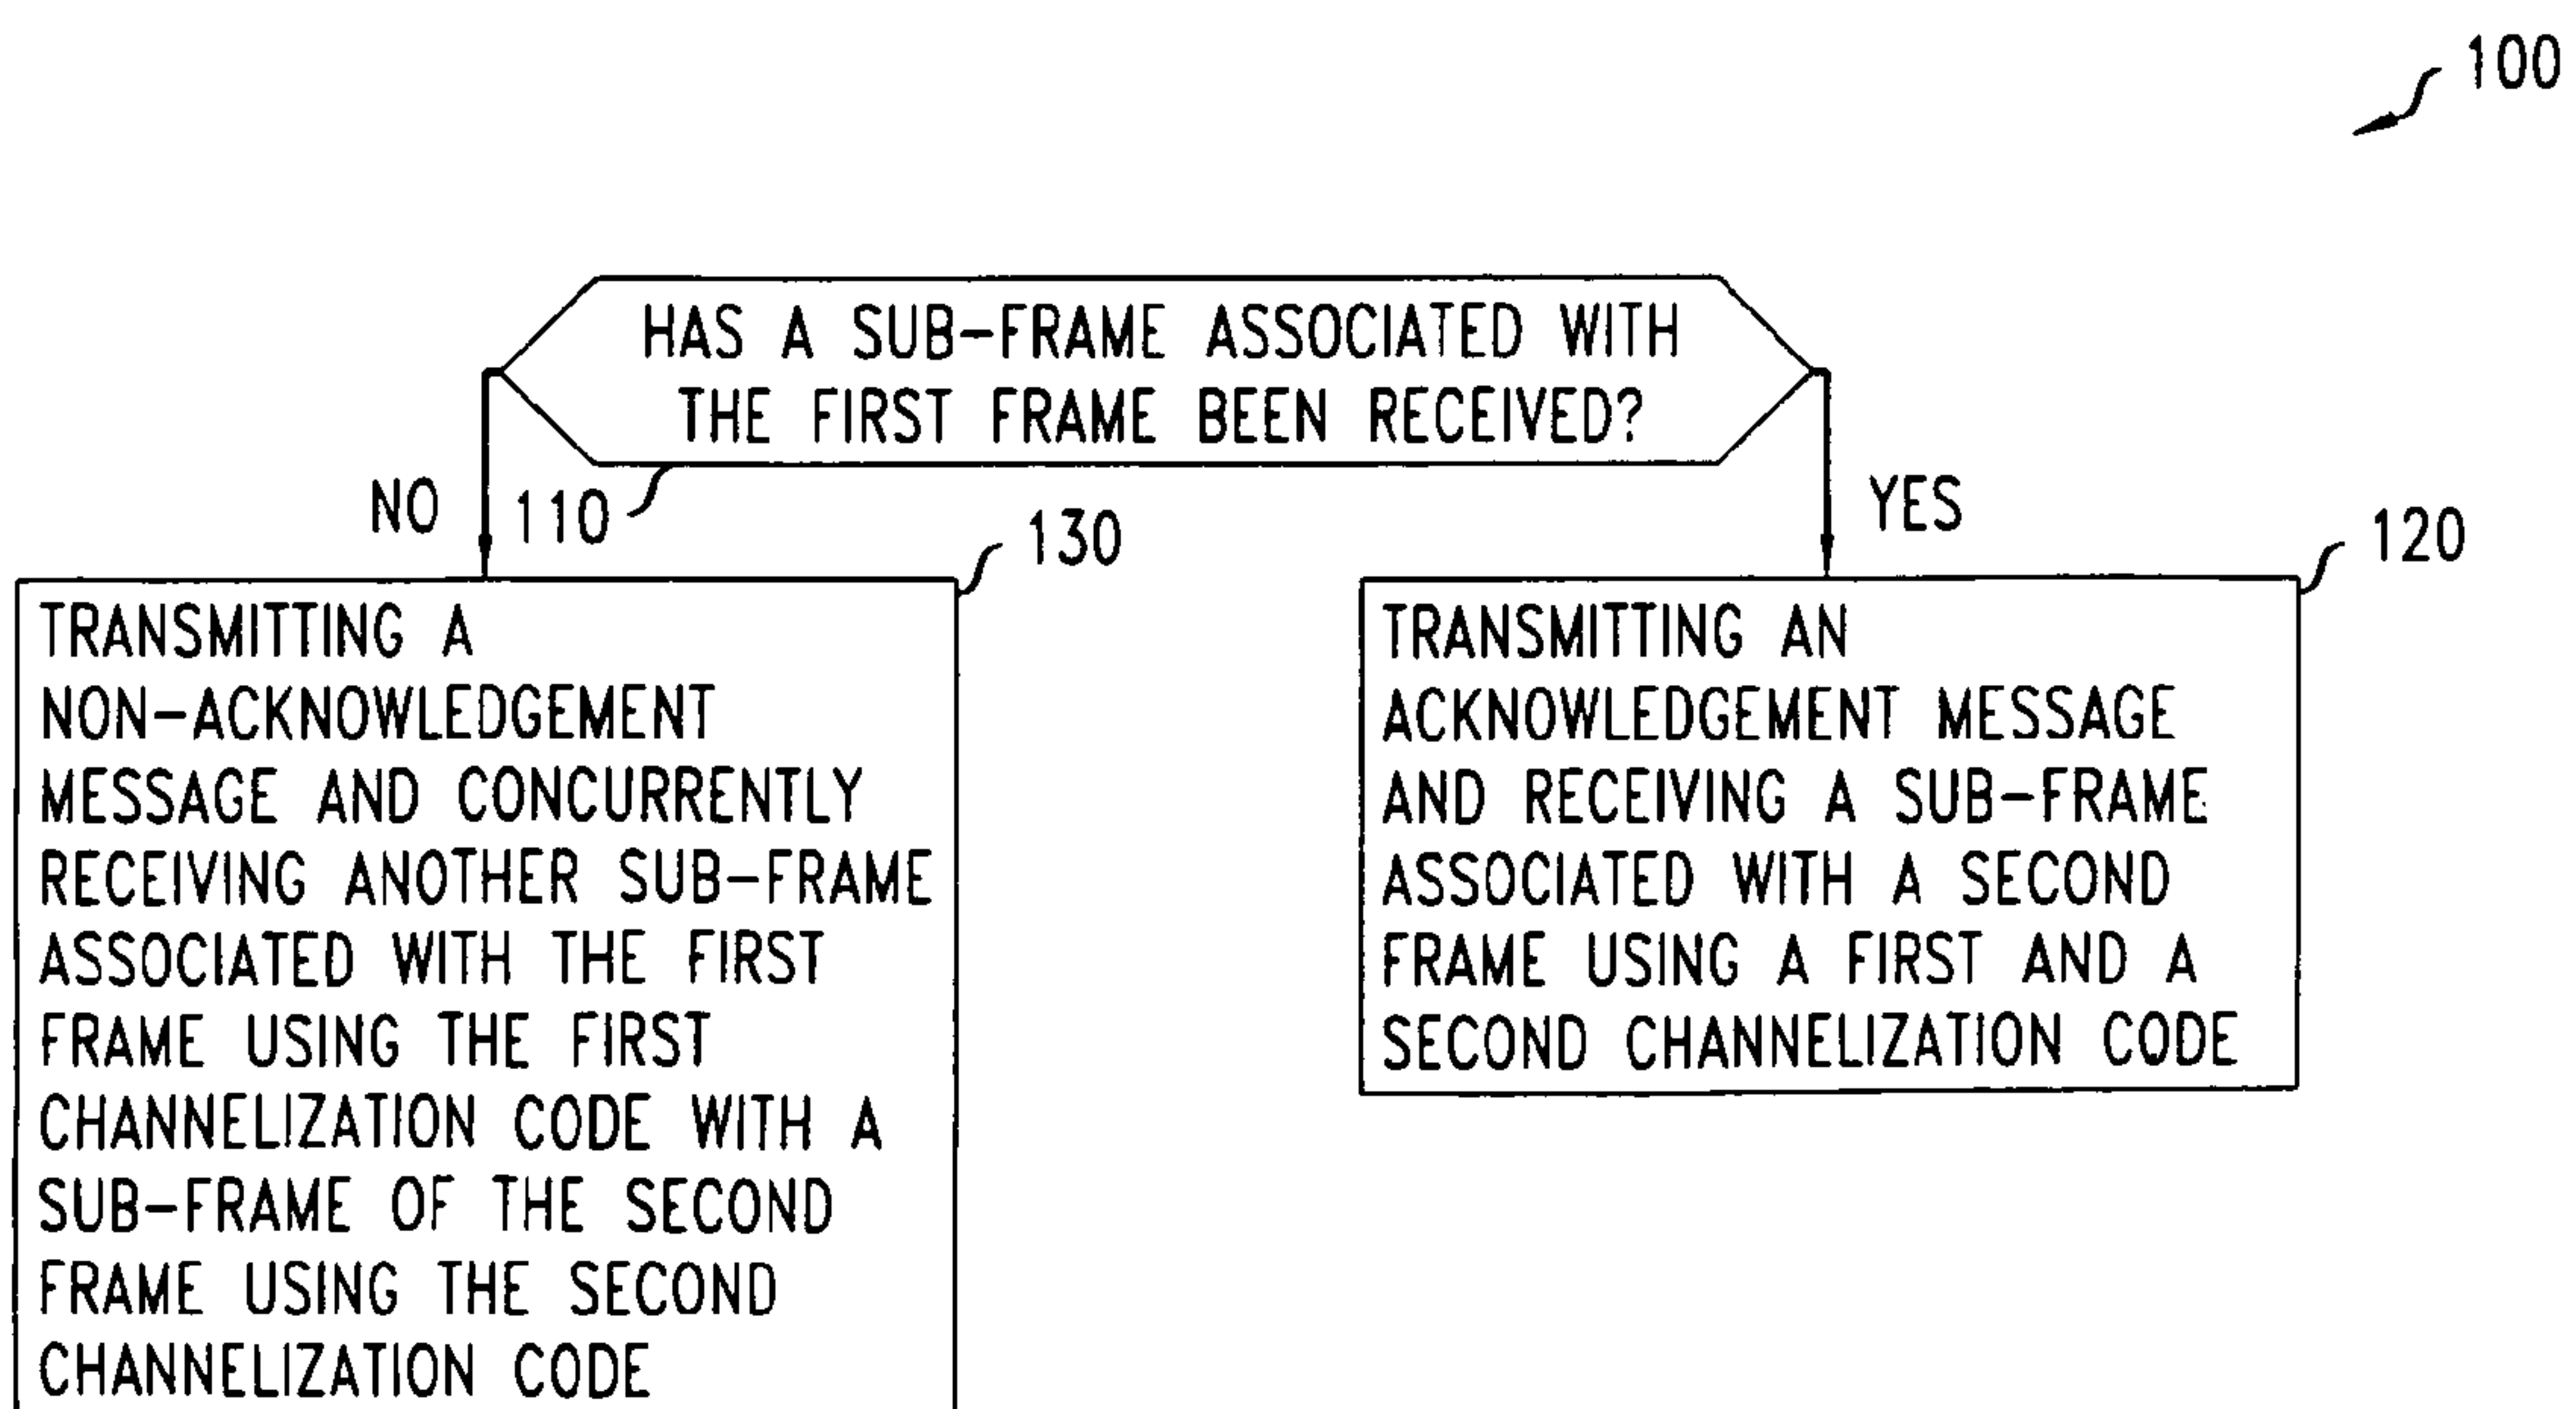 100
HAS A SUB-FRAME ASSOCIATED WITH
THE FIRST FRAME BEEN RECEIVED?
NO
110
YES
130
120
TRANSMITTING A
NON-ACKNOWLEDGEMENT
MESSAGE AND CONCURRENTLY
RECEIVING ANOTHER SUB-FRAME
ASSOCIATED WITH THE FIRST
FRAME USING THE FIRST
CHANNELIZATION CODE WITH A
SUB-FRAME OF THE SECOND
FRAME USING THE SECOND
CHANNELIZATION CODE
TRANSMITTING AN
ACKNOWLEDGEMENT MESSAGE
AND RECEIVING A SUB-FRAME
ASSOCIATED WITH A SECOND
FRAME USING A FIRST AND A
SECOND CHANNELIZATION CODE